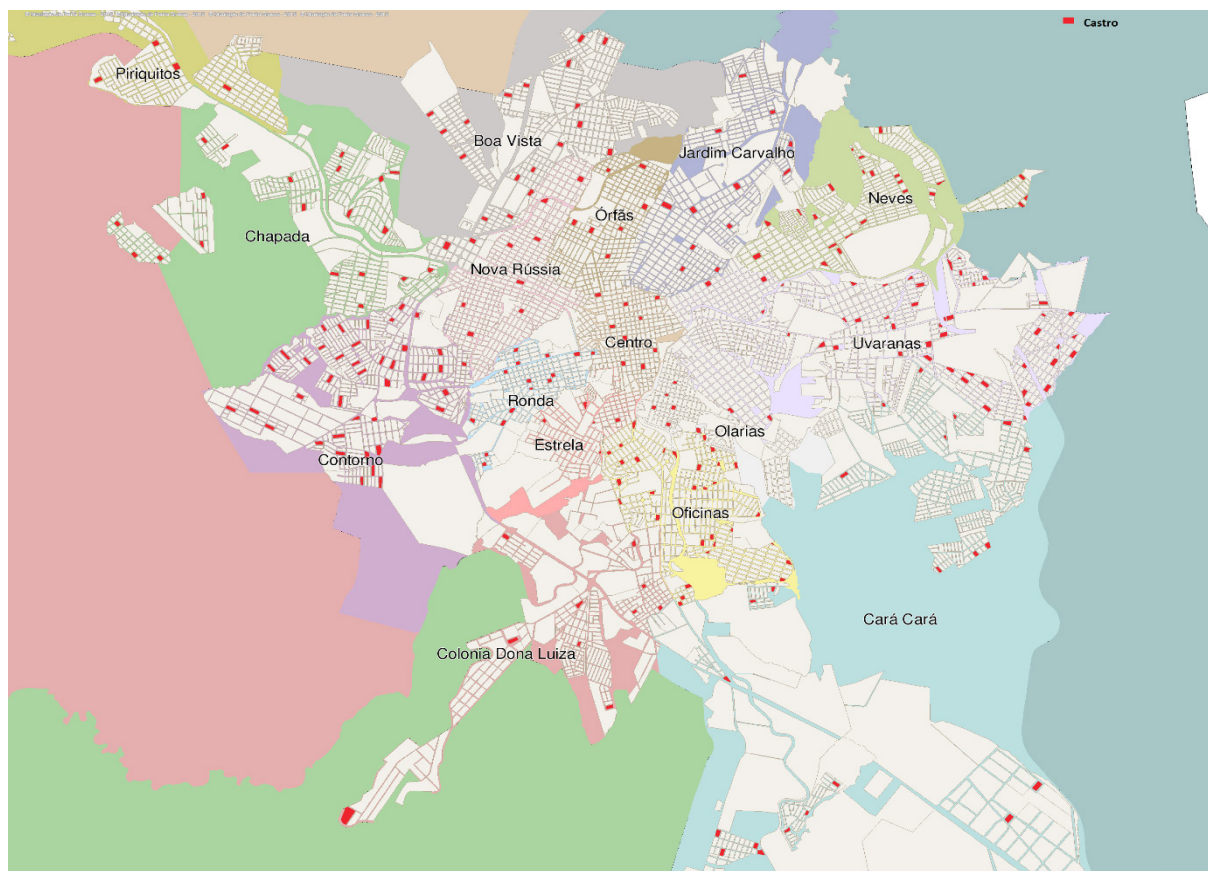 Castro
Piriquitos
Boa Vista
Jardim Carvalho
Neves
Órfãs
Chapada
Nova Rússia
Centro
Uvaranas
Ronda
Olarias
Estrela
Contorno
Oficinas
Cará Cará
Colonia Dona Luiza